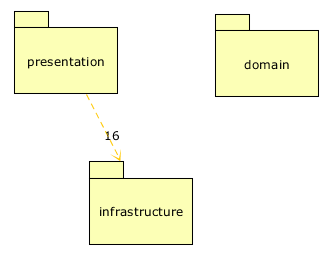 presentation
domain
16
infrastructure